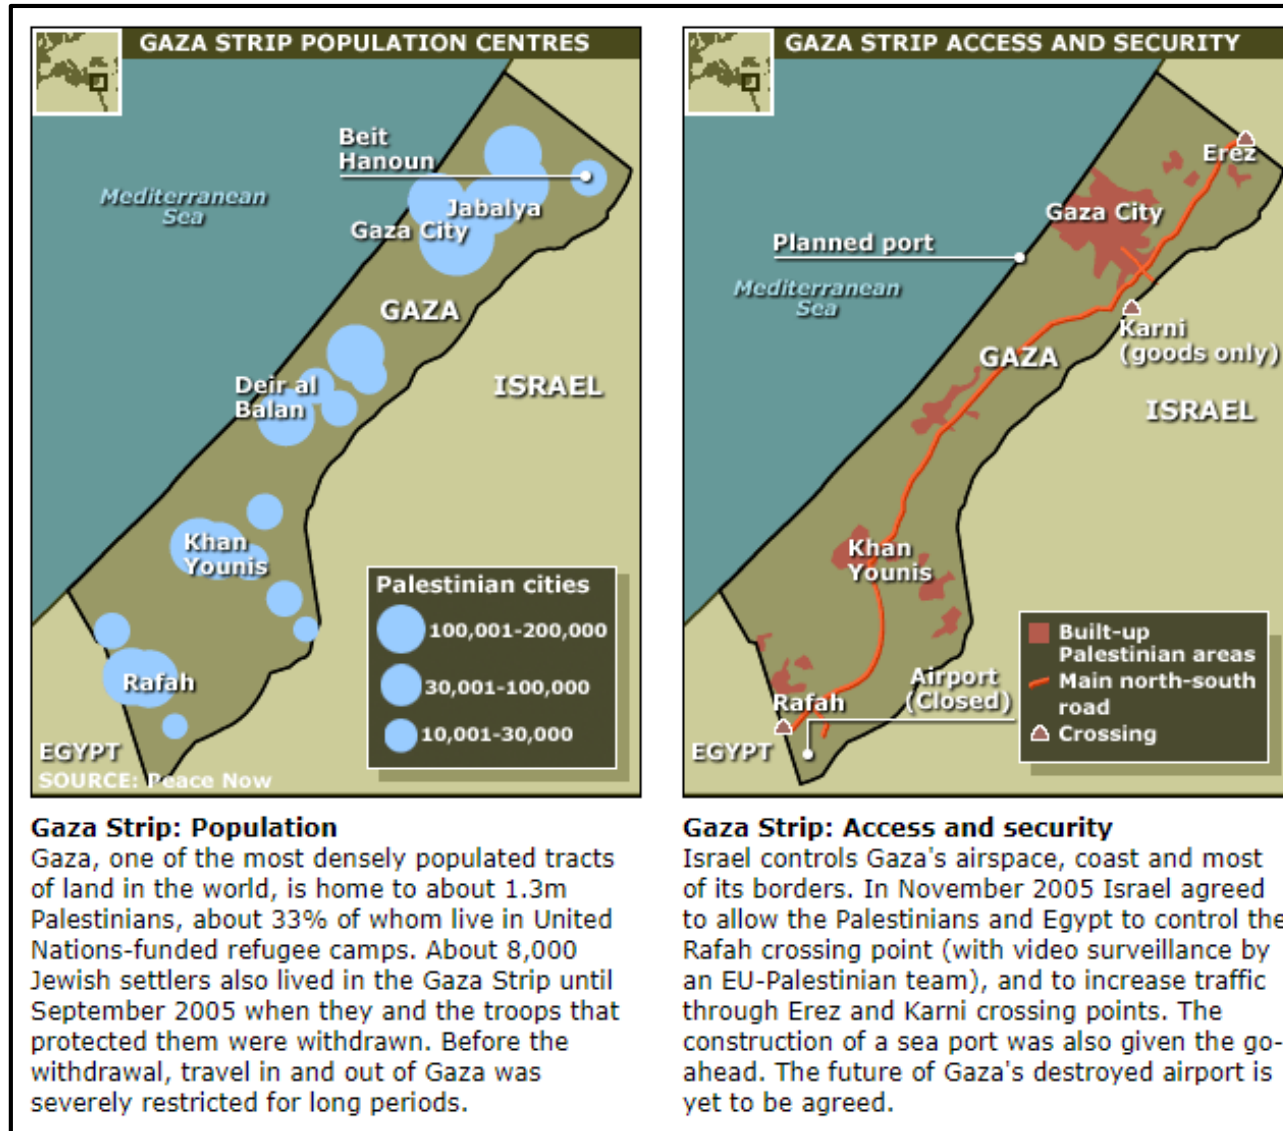 GAZA STRIP POPULATION CENTRES
Beit
Hanoun
Mediterranean
Sea
Jabalya
Gaza City
GAZA
Deir al
Balan
ISRAEL
Khan
Younis
Palestinian cities
100,001-200,000
30,001-100,000
10,001-30,000
Rafah
EGYPT
SOURCE: Peace Now
Gaza Strip: Population
Gaza, one of the most densely populated tracts
of land in the world, is home to about 1.3m
Palestinians, about 33% of whom live in United
Nations-funded refugee camps. About 8,000
Jewish settlers also lived in the Gaza Strip until
September 2005 when they and the troops that
protected them were withdrawn. Before the
withdrawal, travel in and out of Gaza was
severely restricted for long periods.
GAZA STRIP ACCESS AND SECURITY
Erez
Gaza City
Planned port
Mediterranean
Sea
Karni
(goods only)
GAZA
ISRAEL
Khan
Younis
Built-up
Palestinian areas
Main north-south
road
Crossing
Airport
(Closed)
Rafah
EGYPT
Gaza Strip: Access and security
Israel controls Gaza's airspace, coast and most
of its borders. In November 2005 Israel agreed
to allow the Palestinians and Egypt to control the
Rafah crossing point (with video surveillance by
an EU-Palestinian team), and to increase traffic
through Erez and Karni crossing points. The
construction of a sea port was also given the go-
ahead. The future of Gaza's destroyed airport is
yet to be agreed.